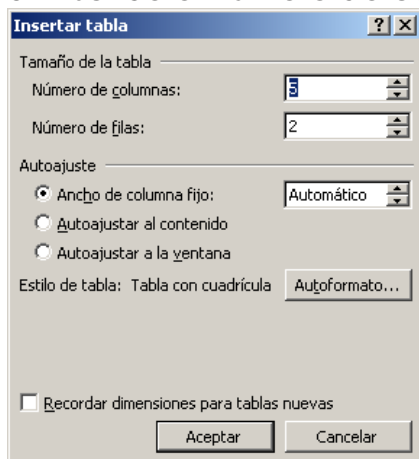 Insertar tabla
Tamaño de la tabla
Número de columnas: 5
Número de filas: 2
Autoajuste
Ancho de columna fijo: Automático
Autoajustar al contenido
Autoajustar a la ventana
Estilo de tabla: Tabla con cuadrícula Autoformato...
Recordar dimensiones para tablas nuevas
Aceptar Cancelar